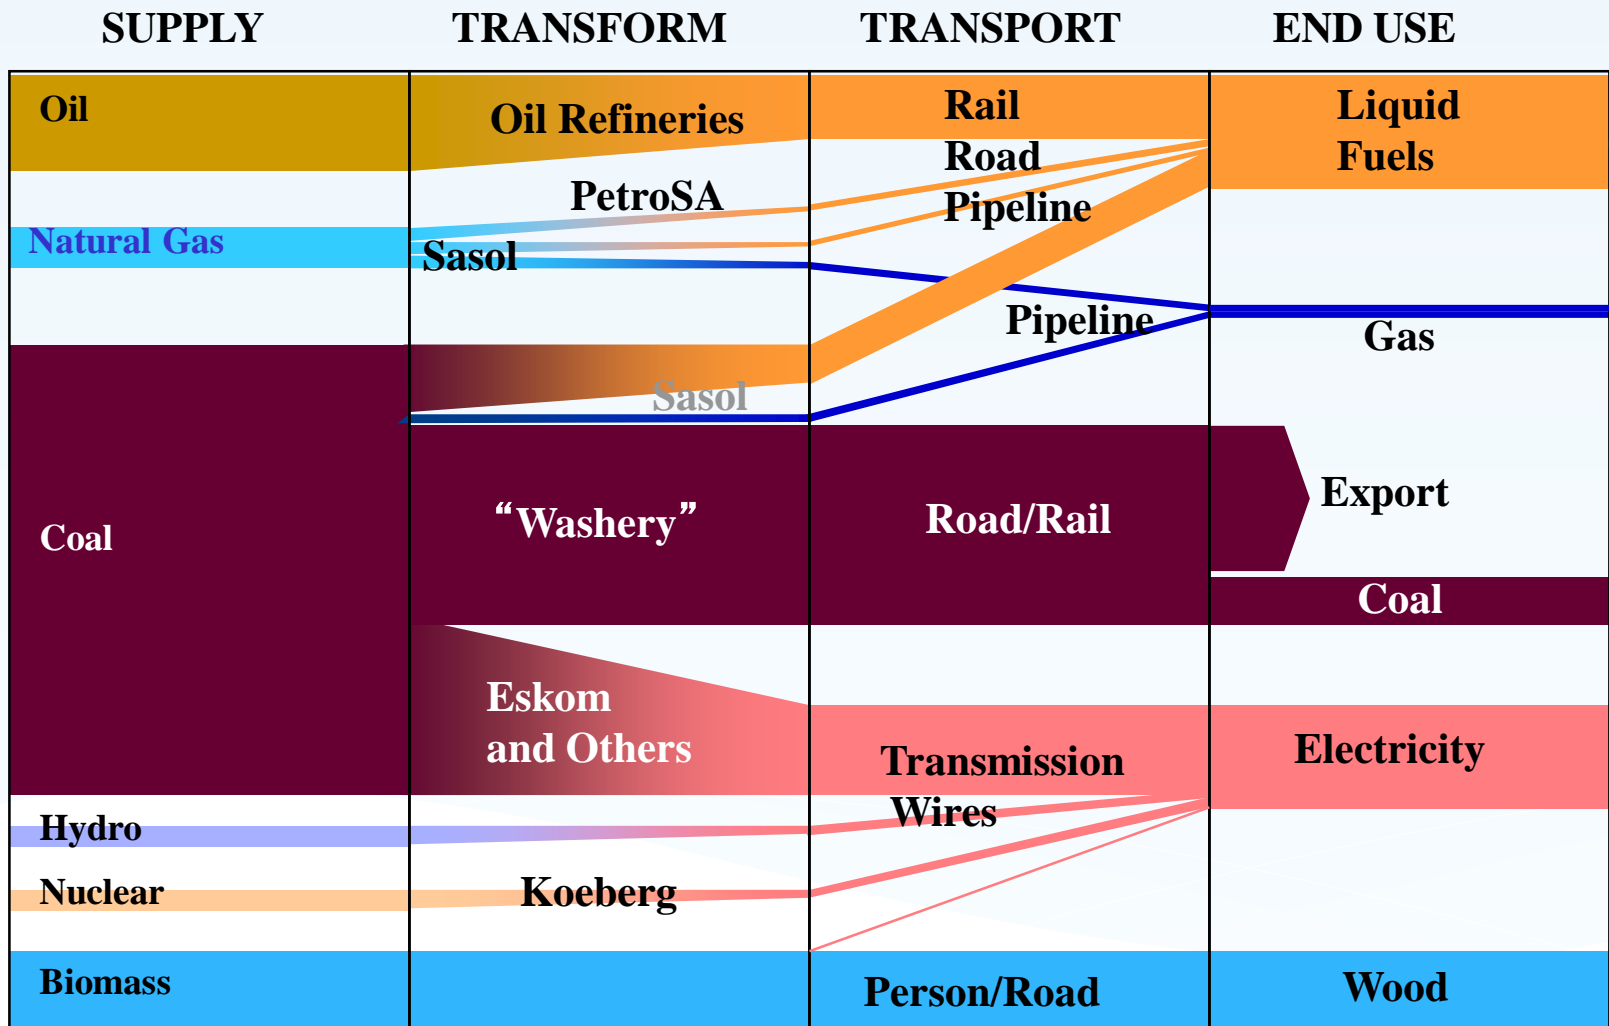 SUPPLY
TRANSFORM
TRANSPORT
END USE
Oil
Oil Refineries
Rail
Road
Pipeline
Liquid
Fuels
PetroSA
Natural Gas
Sasol
Pipeline
Gas
Sasol
Coal
“Washery”
Road/Rail
Export
Coal
Eskom
and Others
Transmission
Wires
Electricity
Hydro
Nuclear
Koeberg
Biomass
Person/Road
Wood